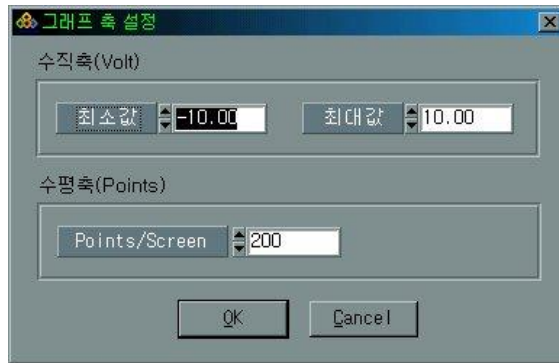 그래프 축 설정
수직축(Volt)
최소값 -10.00 최대값 10.00
수평축(Points)
Points/Screen 200
OK Cancel